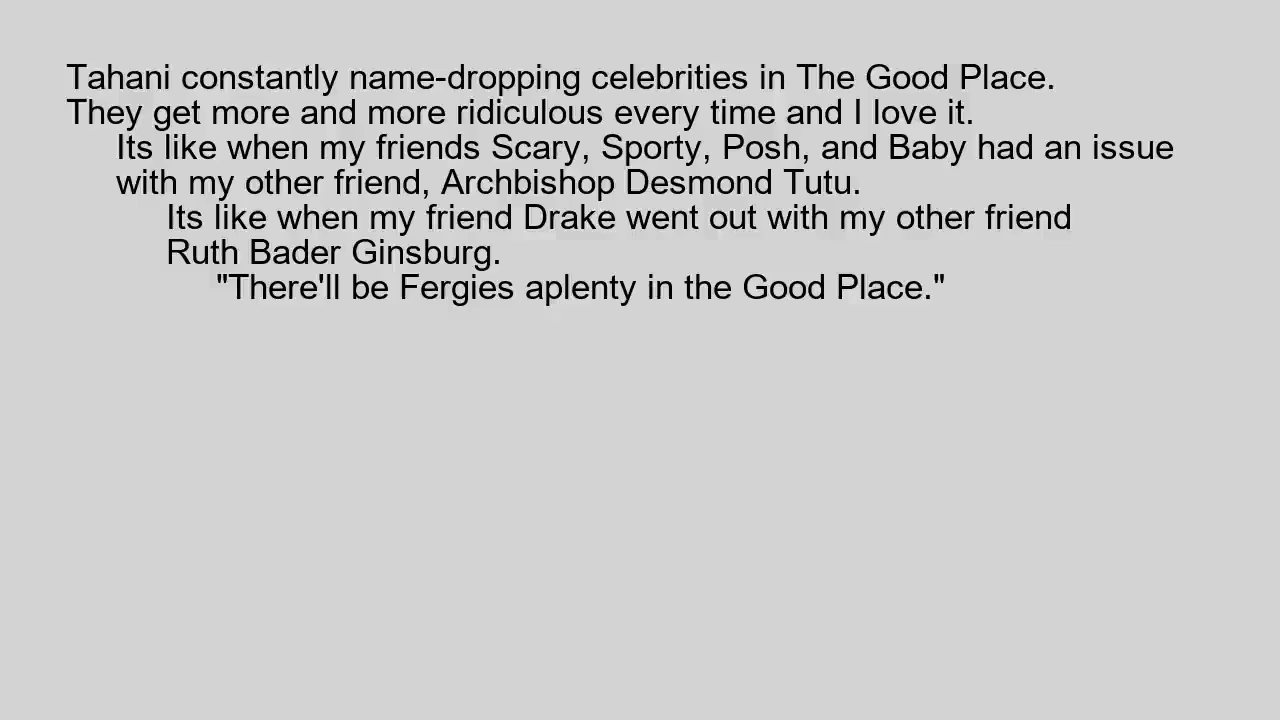 Tahani constantly name-dropping celebrities in The Good Place.
They get more and more ridiculous every time and I love it.
Its like when my friends Scary, Sporty, Posh, and Baby had an issue
with my other friend, Archbishop Desmond Tutu.
Its like when my friend Drake went out with my other friend
Ruth Bader Ginsburg.
"There'll be Fergies aplenty in the Good Place."